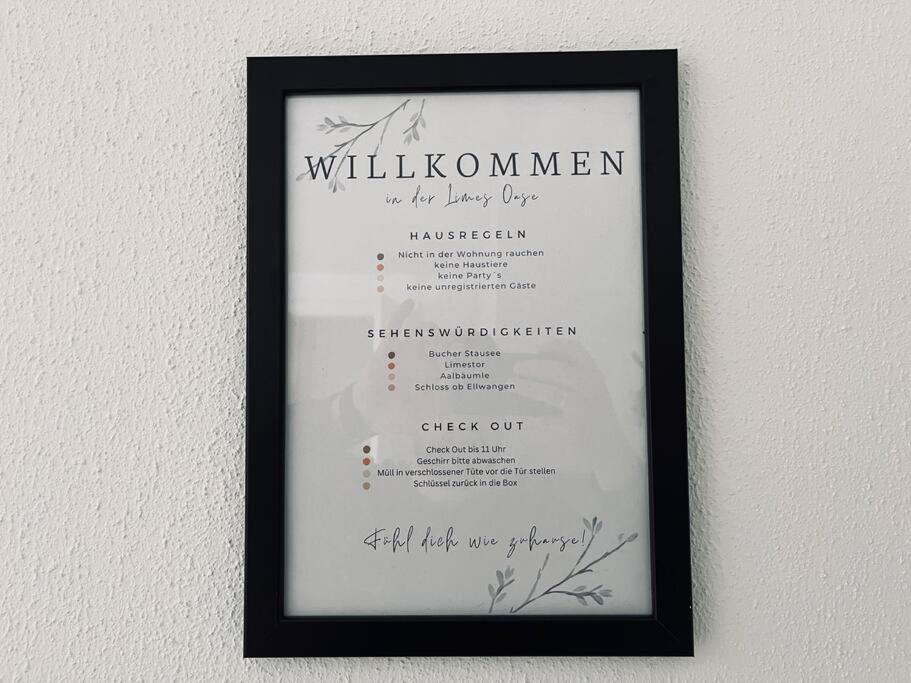 WILLKOMMEN
in der Limes Oase
HAUSREGELN
Nicht in der Wohnung rauchen
keine Haustiere
keine Party´s
keine unregistrierten Gäste
SEHENSWÜRDIGKEITEN
Bucher Stausee
Limestor
Aalbäumle
Schloss ob Ellwangen
CHECK OUT
Check Out bis 11 Uhr
Geschirr bitte abwaschen
Müll in verschlossener Tüte vor die Tür stellen
Schlüssel zurück in die Box
Fühl dich wie zuhause!